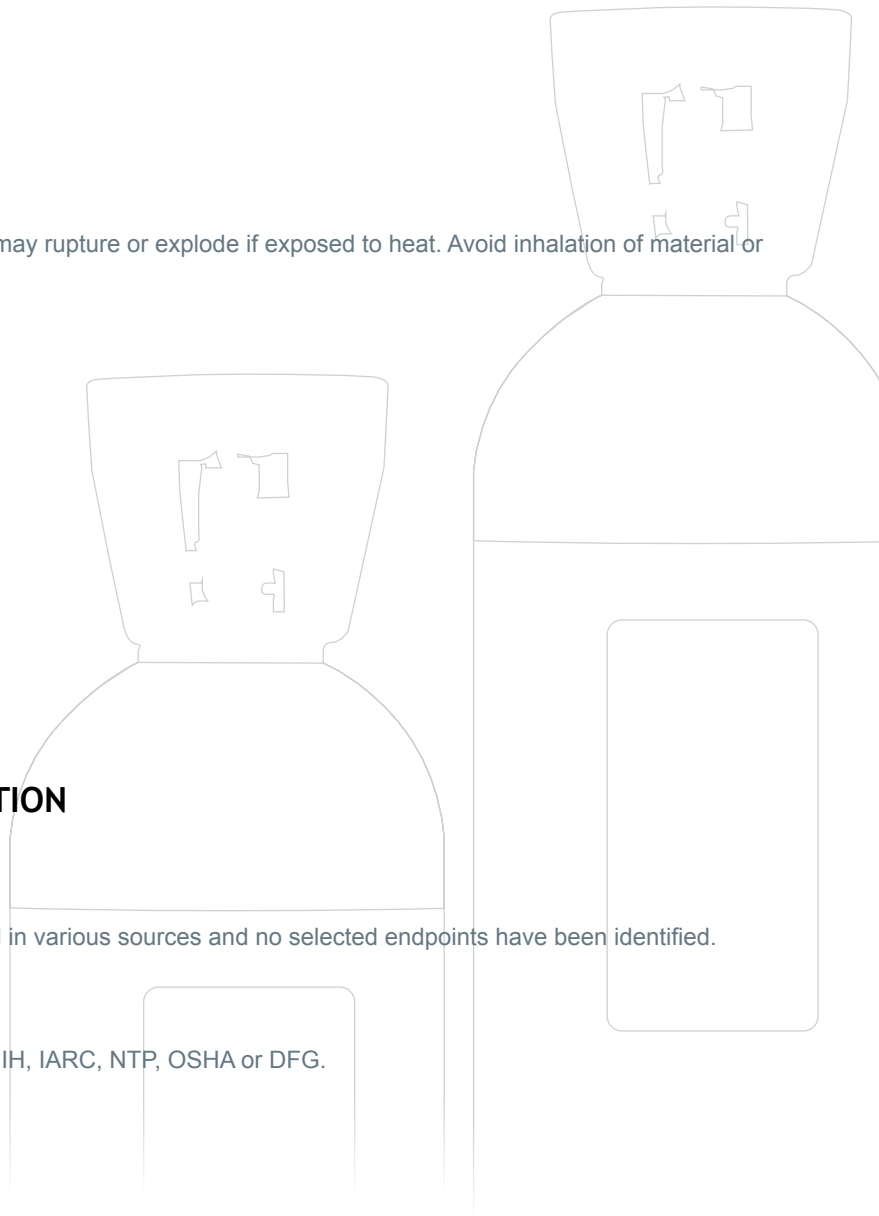 may rupture or explode if exposed to heat. Avoid inhalation of material or
TION
in various sources and no selected endpoints have been identified.
IH, IARC, NTP, OSHA or DFG.